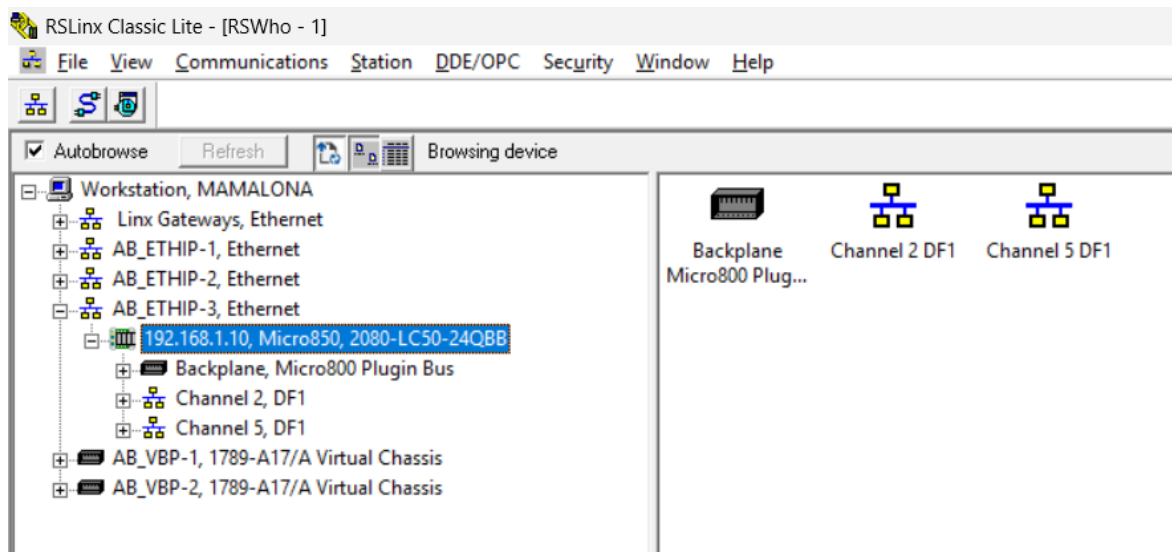 RSLinx Classic Lite - [RSWho - 1]
File View Communications Station DDE/OPC Security Window Help
Autobrowse Refresh Browsing device
Workstation, MAMALONA
Linx Gateways, Ethernet
AB_ETHIP-1, Ethernet
AB_ETHIP-2, Ethernet
AB_ETHIP-3, Ethernet
192.168.1.10, Micro850, 2080-LC50-24QBB
Backplane, Micro800 Plugin Bus
Channel 2, DF1
Channel 5, DF1
AB_VBP-1, 1789-A17/A Virtual Chassis
AB_VBP-2, 1789-A17/A Virtual Chassis
Backplane
Micro800 Plug...
Channel 2 DF1
Channel 5 DF1